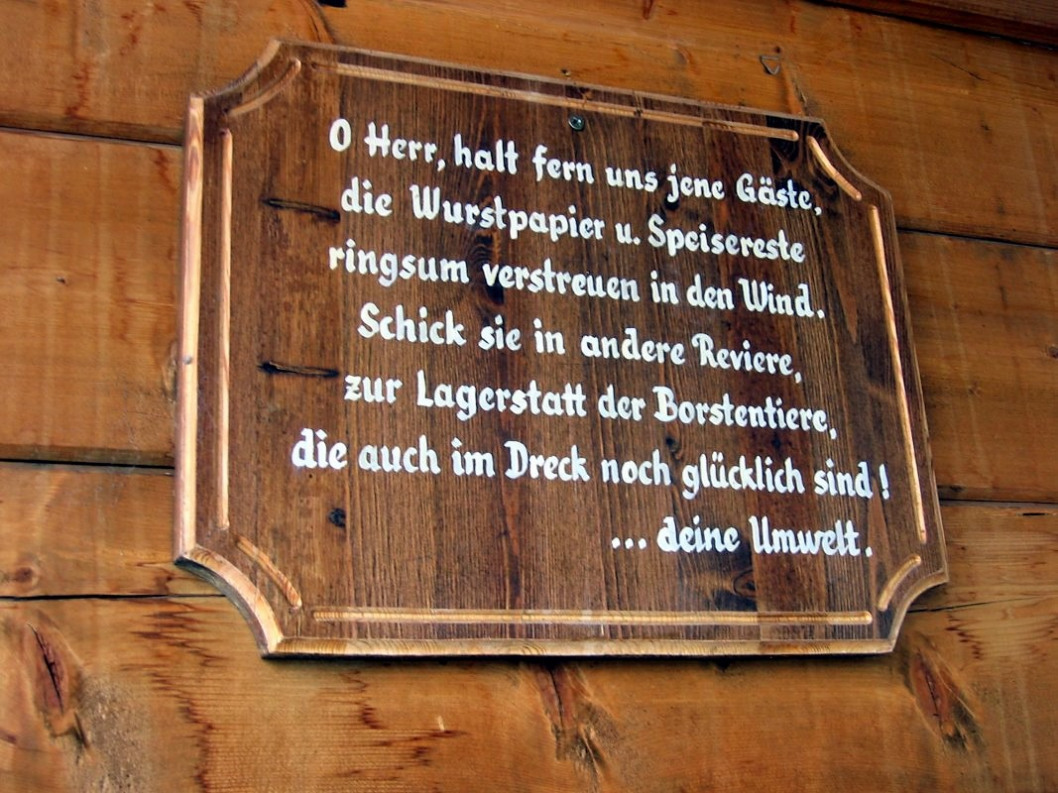 O Herr, halt fern uns jene Gäste,
die Wurstpapier u. Speisereste
ringsum verstreuen in den Wind.
Schick sie in andere Reviere,
zur Lagerstatt der Borstentiere,
die auch im Dreck noch glücklich sind!
... deine Umwelt.